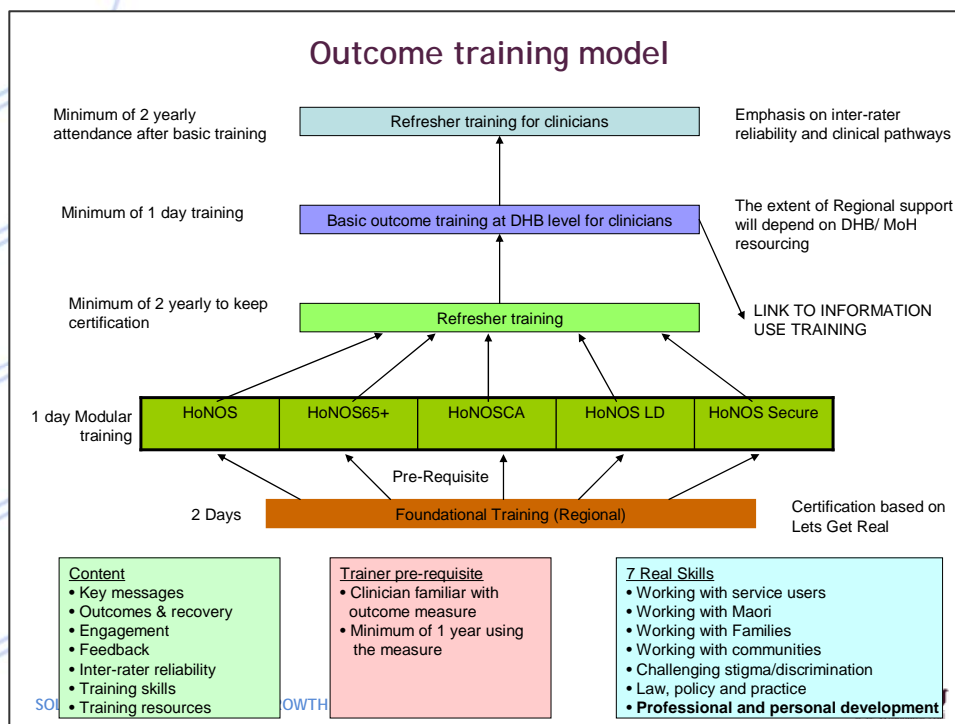 Outcome training model
Minimum of 2 yearly
attendance after basic training
Refresher training for clinicians
Emphasis on inter-rater
reliability and clinical pathways
Minimum of 1 day training
Basic outcome training at DHB level for clinicians
The extent of Regional support
will depend on DHB/ MoH
resourcing
Minimum of 2 yearly to keep
certification
Refresher training
LINK TO INFORMATION
USE TRAINING
1 day Modular
training
HoNOS
HoNOS65+
HoNOSCA
HoNOS LD
HoNOS Secure
Pre-Requisite
2 Days
Foundational Training (Regional)
Certification based on
Lets Get Real
Content
• Key messages
• Outcomes & recovery
• Engagement
• Feedback
• Inter-rater reliability
• Training skills
• Training resources
Trainer pre-requisite
• Clinician familiar with
outcome measure
• Minimum of 1 year using
the measure
7 Real Skills
• Working with service users
• Working with Maori
• Working with Families
• Working with communities
• Challenging stigma/discrimination
• Law, policy and practice
• Professional and personal development